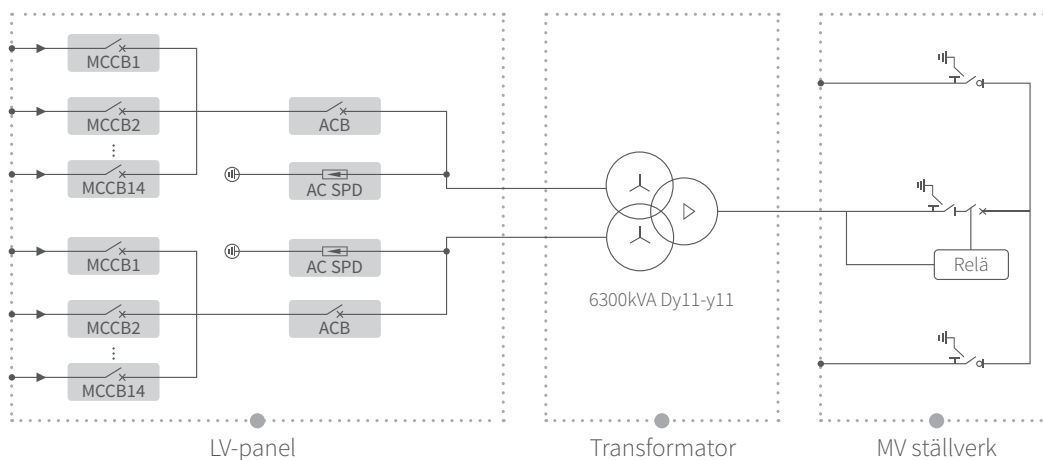 MCCB1
MCCB2
MCCB14
ACB
AC SPD
MCCB1
MCCB2
MCCB14
AC SPD
ACB
6300kVA Dy11-y11
Relä
LV-panel
Transformator
MV ställverk